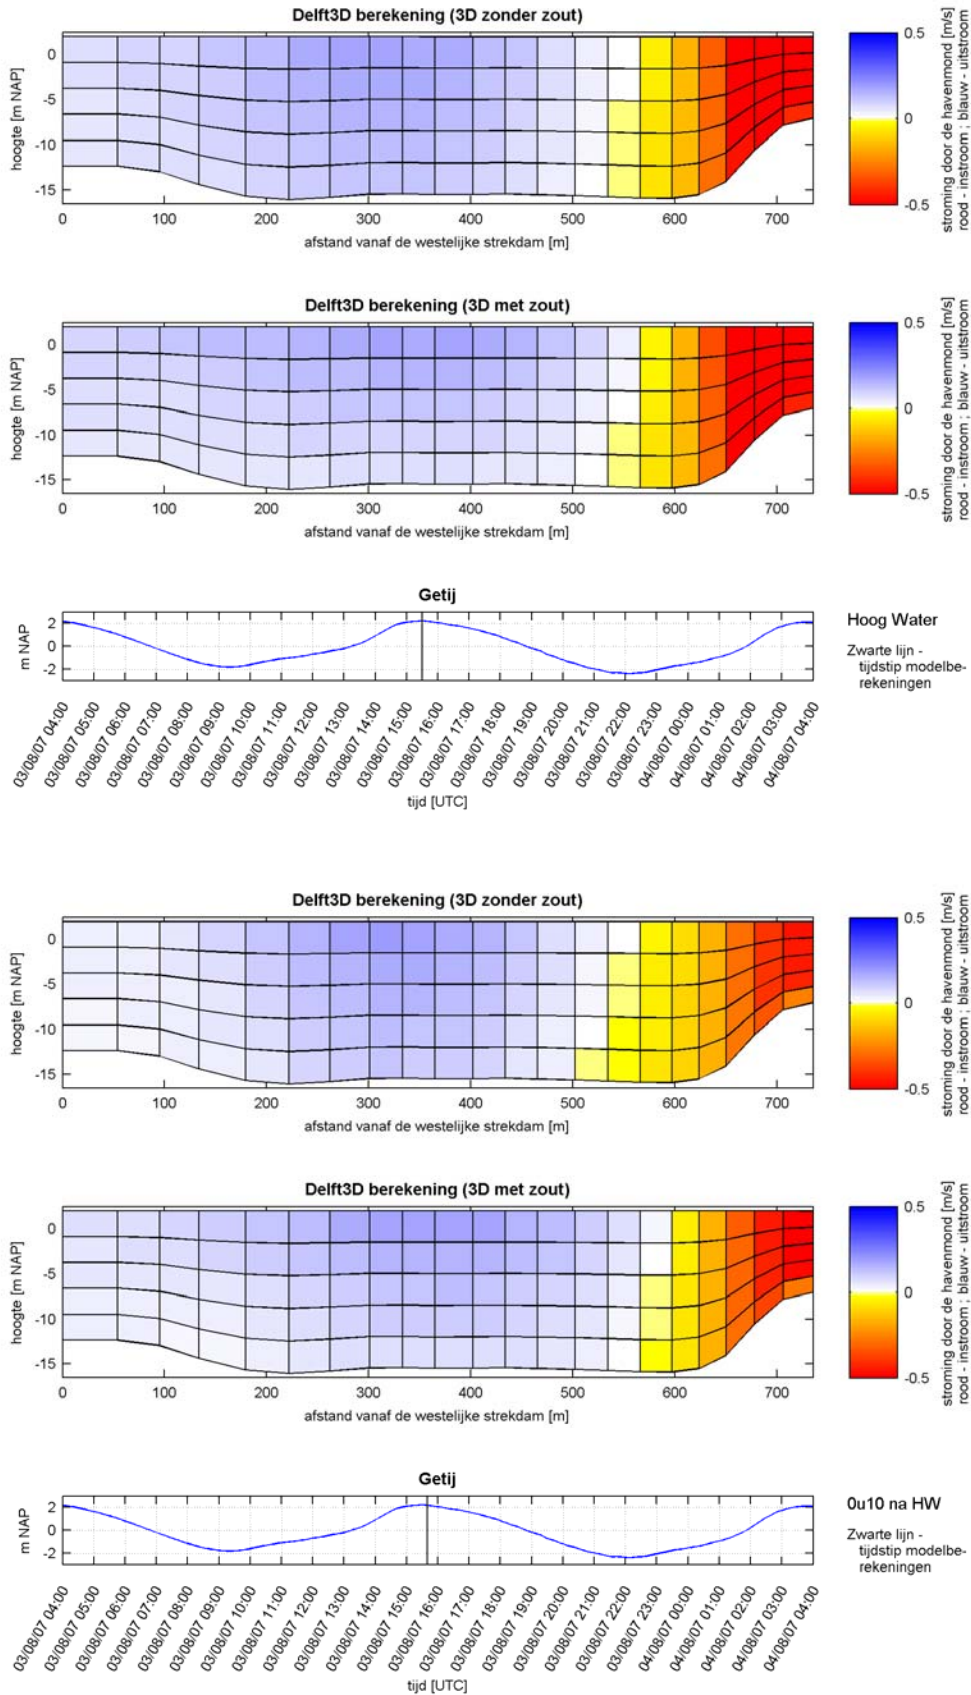 Delft3D berekening (3D zonder zout)
hoogte [m NAP]
0
-5
-10
-15
0 100 200 300 400 500 600 700
afstand vanaf de westelijke strekdam [m]
0.5
0
-0.5
stroming door de havenmond [m/s]
rood - instroom ; blauw - uitstroom
Delft3D berekening (3D met zout)
hoogte [m NAP]
0
-5
-10
-15
0 100 200 300 400 500 600 700
afstand vanaf de westelijke strekdam [m]
0.5
0
-0.5
stroming door de havenmond [m/s]
rood - instroom ; blauw - uitstroom
Getij
m NAP
2
0
-2
03/08/07 04:00
03/08/07 05:00
03/08/07 06:00
03/08/07 07:00
03/08/07 08:00
03/08/07 09:00
03/08/07 10:00
03/08/07 11:00
03/08/07 12:00
03/08/07 13:00
03/08/07 14:00
03/08/07 15:00
03/08/07 16:00
03/08/07 17:00
03/08/07 18:00
03/08/07 19:00
03/08/07 20:00
03/08/07 21:00
03/08/07 22:00
03/08/07 23:00
04/08/07 00:00
04/08/07 01:00
04/08/07 02:00
04/08/07 03:00
04/08/07 04:00
tijd [UTC]
Hoog Water
Zwarte lijn -
tijdstip modelbe-
rekeningen
Delft3D berekening (3D zonder zout)
hoogte [m NAP]
0
-5
-10
-15
0 100 200 300 400 500 600 700
afstand vanaf de westelijke strekdam [m]
0.5
0
-0.5
stroming door de havenmond [m/s]
rood - instroom ; blauw - uitstroom
Delft3D berekening (3D met zout)
hoogte [m NAP]
0
-5
-10
-15
0 100 200 300 400 500 600 700
afstand vanaf de westelijke strekdam [m]
0.5
0
-0.5
stroming door de havenmond [m/s]
rood - instroom ; blauw - uitstroom
Getij
m NAP
2
0
-2
03/08/07 04:00
03/08/07 05:00
03/08/07 06:00
03/08/07 07:00
03/08/07 08:00
03/08/07 09:00
03/08/07 10:00
03/08/07 11:00
03/08/07 12:00
03/08/07 13:00
03/08/07 14:00
03/08/07 15:00
03/08/07 16:00
03/08/07 17:00
03/08/07 18:00
03/08/07 19:00
03/08/07 20:00
03/08/07 21:00
03/08/07 22:00
03/08/07 23:00
04/08/07 00:00
04/08/07 01:00
04/08/07 02:00
04/08/07 03:00
04/08/07 04:00
tijd [UTC]
0u10 na HW
Zwarte lijn -
tijdstip modelbe-
rekeningen